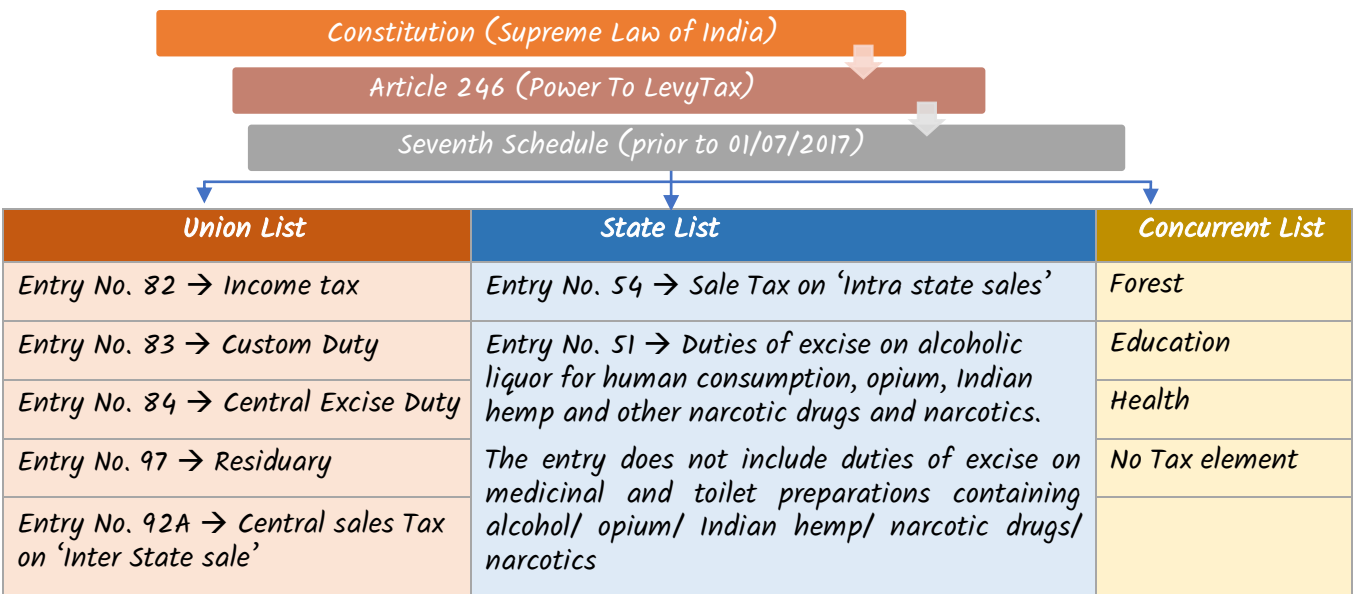 Constitution (Supreme Law of India)
Article 246 (Power To LevyTax)
Seventh Schedule (prior to 01/07/2017)
Union List
Entry No. 82 → Income tax
Entry No. 83 → Custom Duty
Entry No. 84 → Central Excise Duty
Entry No. 97 → Residuary
Entry No. 92A → Central sales Tax
on ‘Inter State sale’
State List
Entry No. 54 → Sale Tax on ‘Intra state sales’
Entry No. 51 → Duties of excise on alcoholic
liquor for human consumption, opium, Indian
hemp and other narcotic drugs and narcotics.
The entry does not include duties of excise on
medicinal and toilet preparations containing
alcohol/ opium/ Indian hemp/ narcotic drugs/
narcotics
Concurrent List
Forest
Education
Health
No Tax element